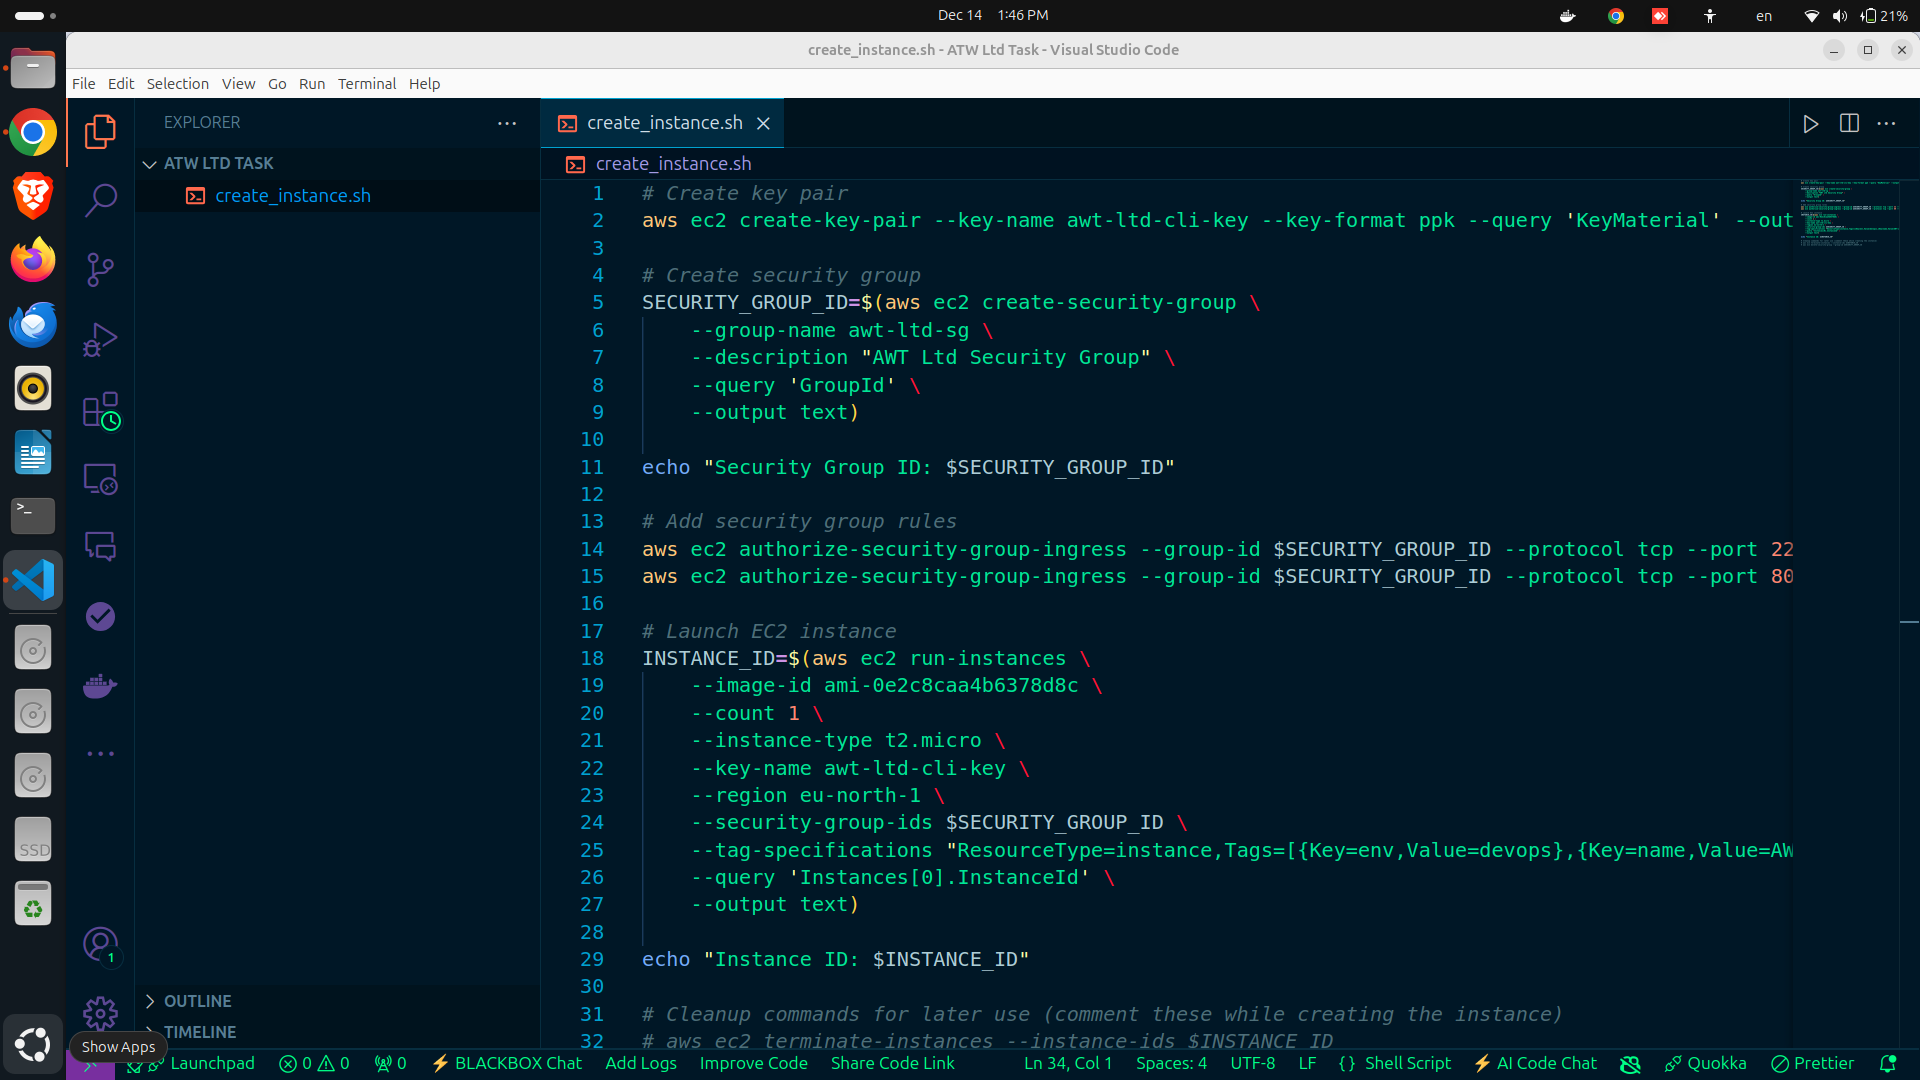 Dec 14 1:46 PM
en
21%
create_instance.sh - ATW Ltd Task - Visual Studio Code
File Edit Selection View Go Run Terminal Help
EXPLORER
create_instance.sh
ATW LTD TASK
create_instance.sh
create_instance.sh
1 # Create key pair
2 aws ec2 create-key-pair --key-name awt-ltd-cli-key --key-format ppk --query 'KeyMaterial' --out
3
4 # Create security group
5 SECURITY_GROUP_ID=$(aws ec2 create-security-group \
6 --group-name awt-ltd-sg \
7 --description "AWT Ltd Security Group" \
8 --query 'GroupId' \
9 --output text)
10
11 echo "Security Group ID: $SECURITY_GROUP_ID"
12
13 # Add security group rules
14 aws ec2 authorize-security-group-ingress --group-id $SECURITY_GROUP_ID --protocol tcp --port 22
15 aws ec2 authorize-security-group-ingress --group-id $SECURITY_GROUP_ID --protocol tcp --port 80
16
17 # Launch EC2 instance
18 INSTANCE_ID=$(aws ec2 run-instances \
19 --image-id ami-0e2c8caa4b6378d8c \
20 --count 1 \
21 --instance-type t2.micro \
22 --key-name awt-ltd-cli-key \
23 --region eu-north-1 \
24 --security-group-ids $SECURITY_GROUP_ID \
25 --tag-specifications "ResourceType=instance,Tags=[{Key=env,Value=devops},{Key=name,Value=AW
26 --query 'Instances[0].InstanceId' \
27 --output text)
28
29 echo "Instance ID: $INSTANCE_ID"
30
31 # Cleanup commands for later use (comment these while creating the instance)
32 # aws ec2 terminate-instances --instance-ids $INSTANCE_ID
SSD
1
OUTLINE
TIMELINE
Show Apps
Launchpad 0 0 0 BLACKBOX Chat Add Logs Improve Code Share Code Link Ln 34, Col 1 Spaces: 4 UTF-8 LF {} Shell Script AI Code Chat Quokka Prettier